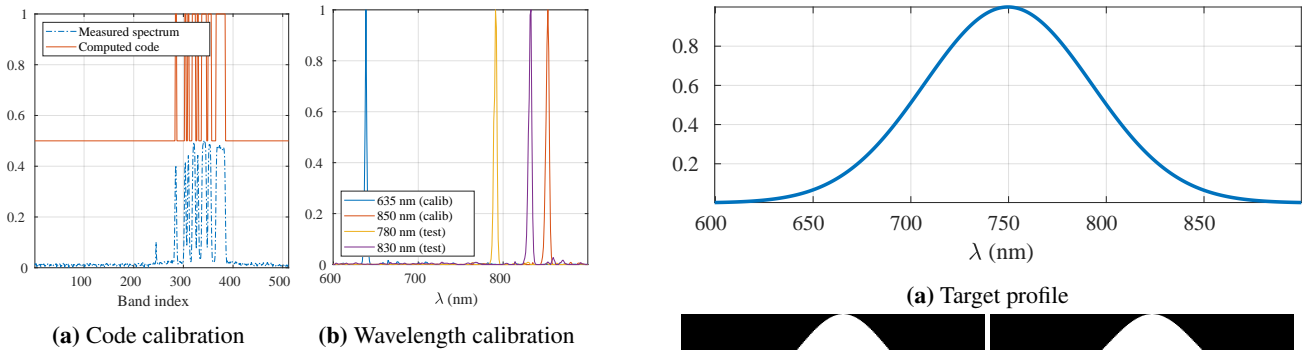 1
0.8
0.6
0.4
0.2
0
100
200
300
400
500
Band index
Measured spectrum
Computed code
(a) Code calibration
1
0.8
0.6
0.4
0.2
0
600
700
800
λ (nm)
635 nm (calib)
850 nm (calib)
780 nm (test)
830 nm (test)
(b) Wavelength calibration
0.8
0.6
0.4
0.2
600
650
700
750
800
850
λ (nm)
(a) Target profile